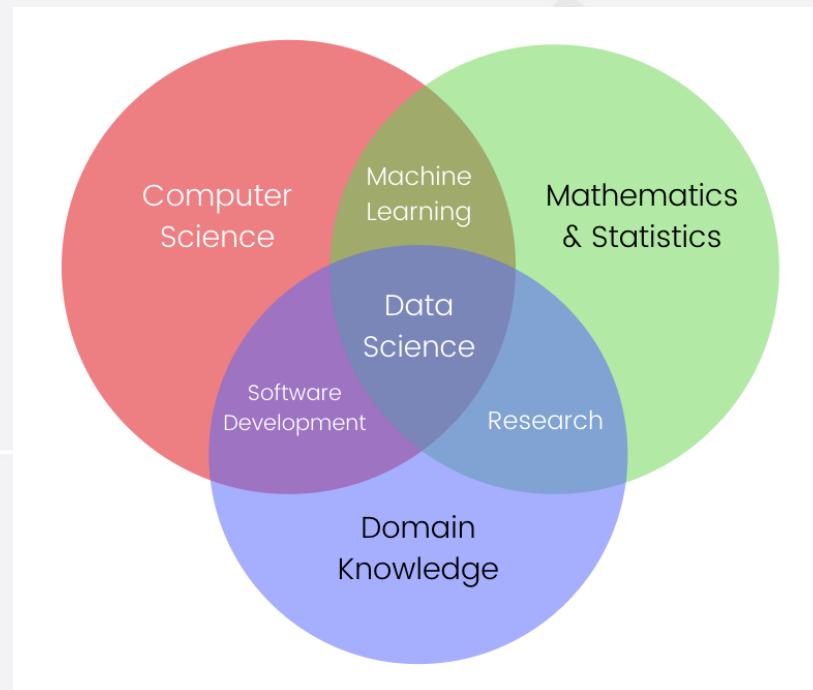 Computer
Science
Machine
Learning
Mathematics
& Statistics
Data
Science
Software
Development
Research
Domain
Knowledge